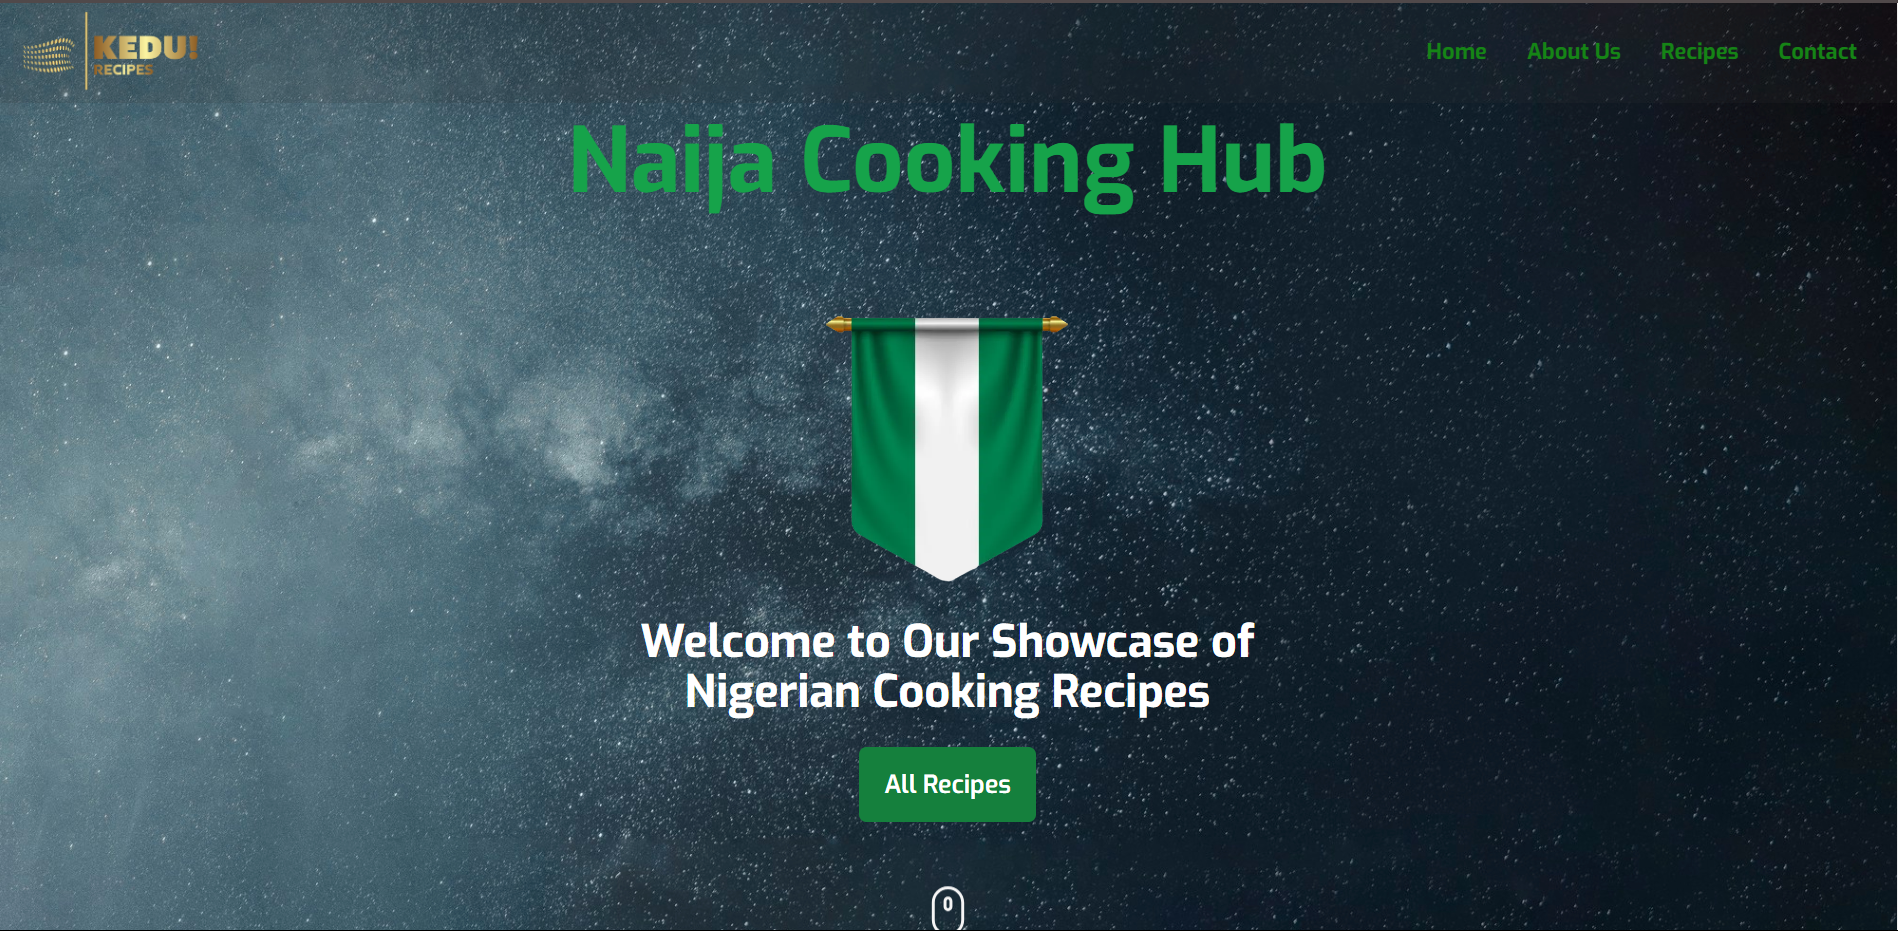 KEDU!
RECIPES
Home About Us Recipes Contact
Naija Cooking Hub
Welcome to Our Showcase of
Nigerian Cooking Recipes
All Recipes